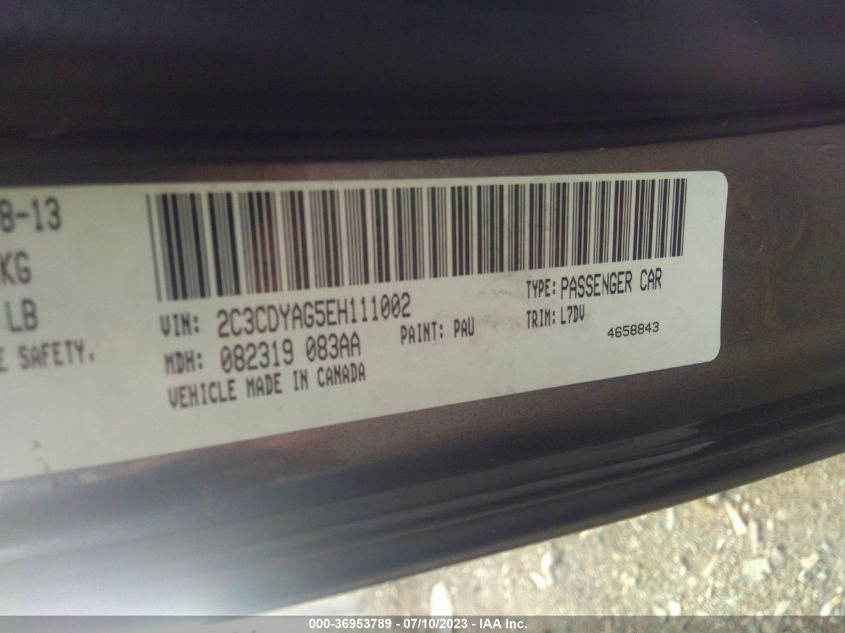 8-13
KG
LB
E SAFETY.
VIN: 2C3CDYAG5EH111002
TYPE: PASSENGER CAR
MDH: 082319 083AA
PAINT: PAU
TRIM: L7DV
4658843
VEHICLE MADE IN CANADA
000-36953789 - 07/10/2023 - IAA Inc.